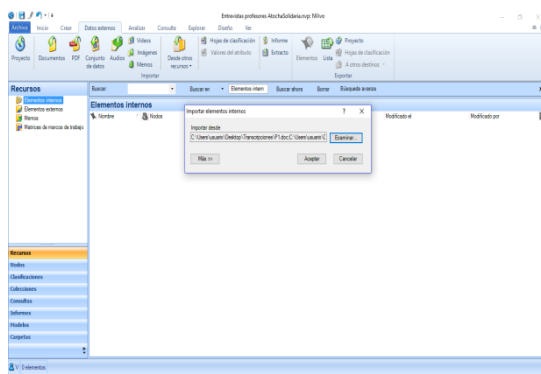 Entrevistas profesores AtochaSolidaria.nvp: NVivo
Archivo Inicio Crear Datos externos Analizar Consulta Explorar Diseño Ver
Proyecto Documentos PDF Conjunto de datos Audios
Vídeos
Imágenes
Memos
Desde otros recursos
Importar
Hojas de clasificación
Valores del atributo
Informe
Extracto
Elementos Lista
Proyecto
Hojas de clasificación
A otros destinos
Exportar
Recursos
Buscar: Buscar en Elementos intern Buscar ahora Borrar Búsqueda avanza
Elementos internos
Elementos externos
Memos
Matrices de marcos de trabajo
Elementos internos
Nombre Nodos Modificado el Modificado por
Importar elementos internos ? X
Importar desde
C:\Users\usuario\Desktop\Transcripciones\P1.doc;C:\Users\usuario\D Examinar...
Más >> Aceptar Cancelar
Recursos
Nodos
Clasificaciones
Colecciones
Consultas
Informes
Modelos
Carpetas
V 0 elementos